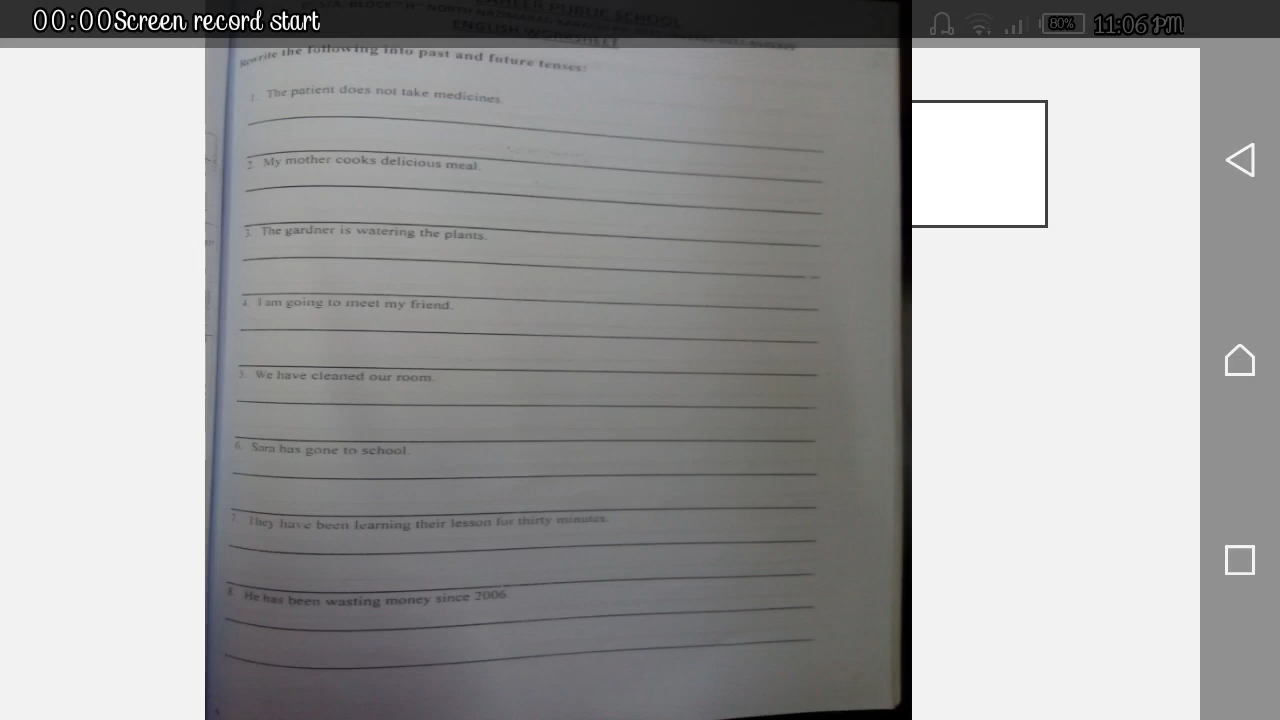 00:00Screen record start
80% 11:06 PM
PUBLIC SCHOOL
ENGLISH WORKSHEET
Rewrite the following into past and future tenses:
1. The patient does not take medicines.
2. My mother cooks delicious meal.
3. The gardner is watering the plants.
4. I am going to meet my friend.
5. We have cleaned our room.
6. Sara has gone to school.
7. They have been learning their lesson for thirty minutes.
8. He has been wasting money since 2006.